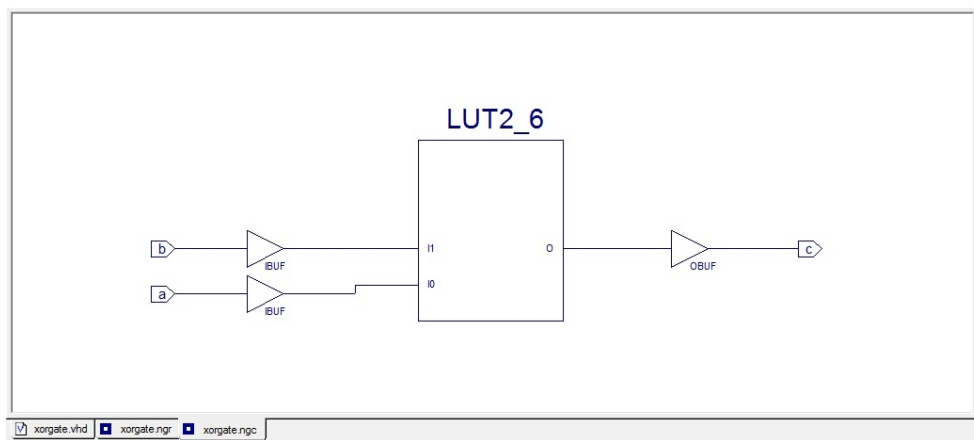 LUT2_6
b
IBUF
I1
O
OBUF
c
a
IBUF
I0
xorgate.vhd
xorgate.ngr
xorgate.ngc